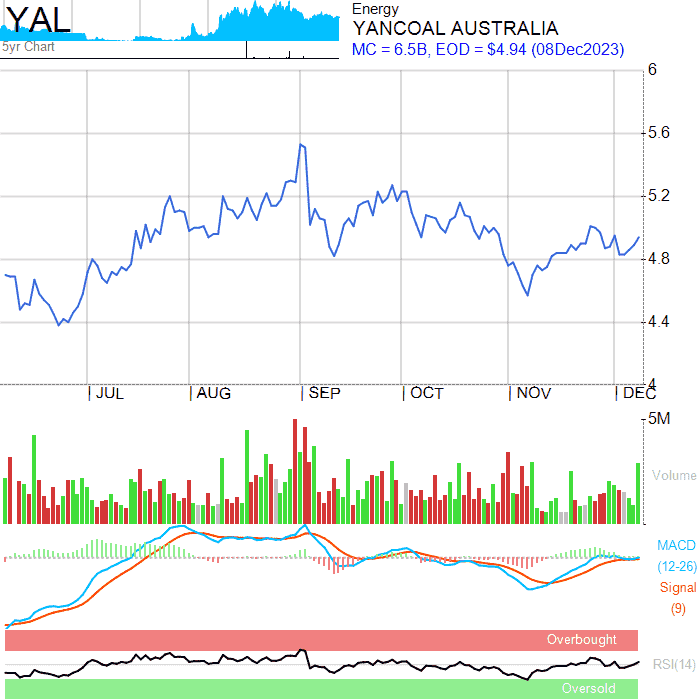 YAL
5yr Chart
Energy
YANCOAL AUSTRALIA
MC = 6.5B, EOD = $4.94 (08Dec2023)
6
5.6
5.2
4.8
4.4
4
JUL AUG SEP OCT NOV DEC
5M
Volume
MACD
(12-26)
Signal
(9)
Overbought
RSI(14)
Oversold